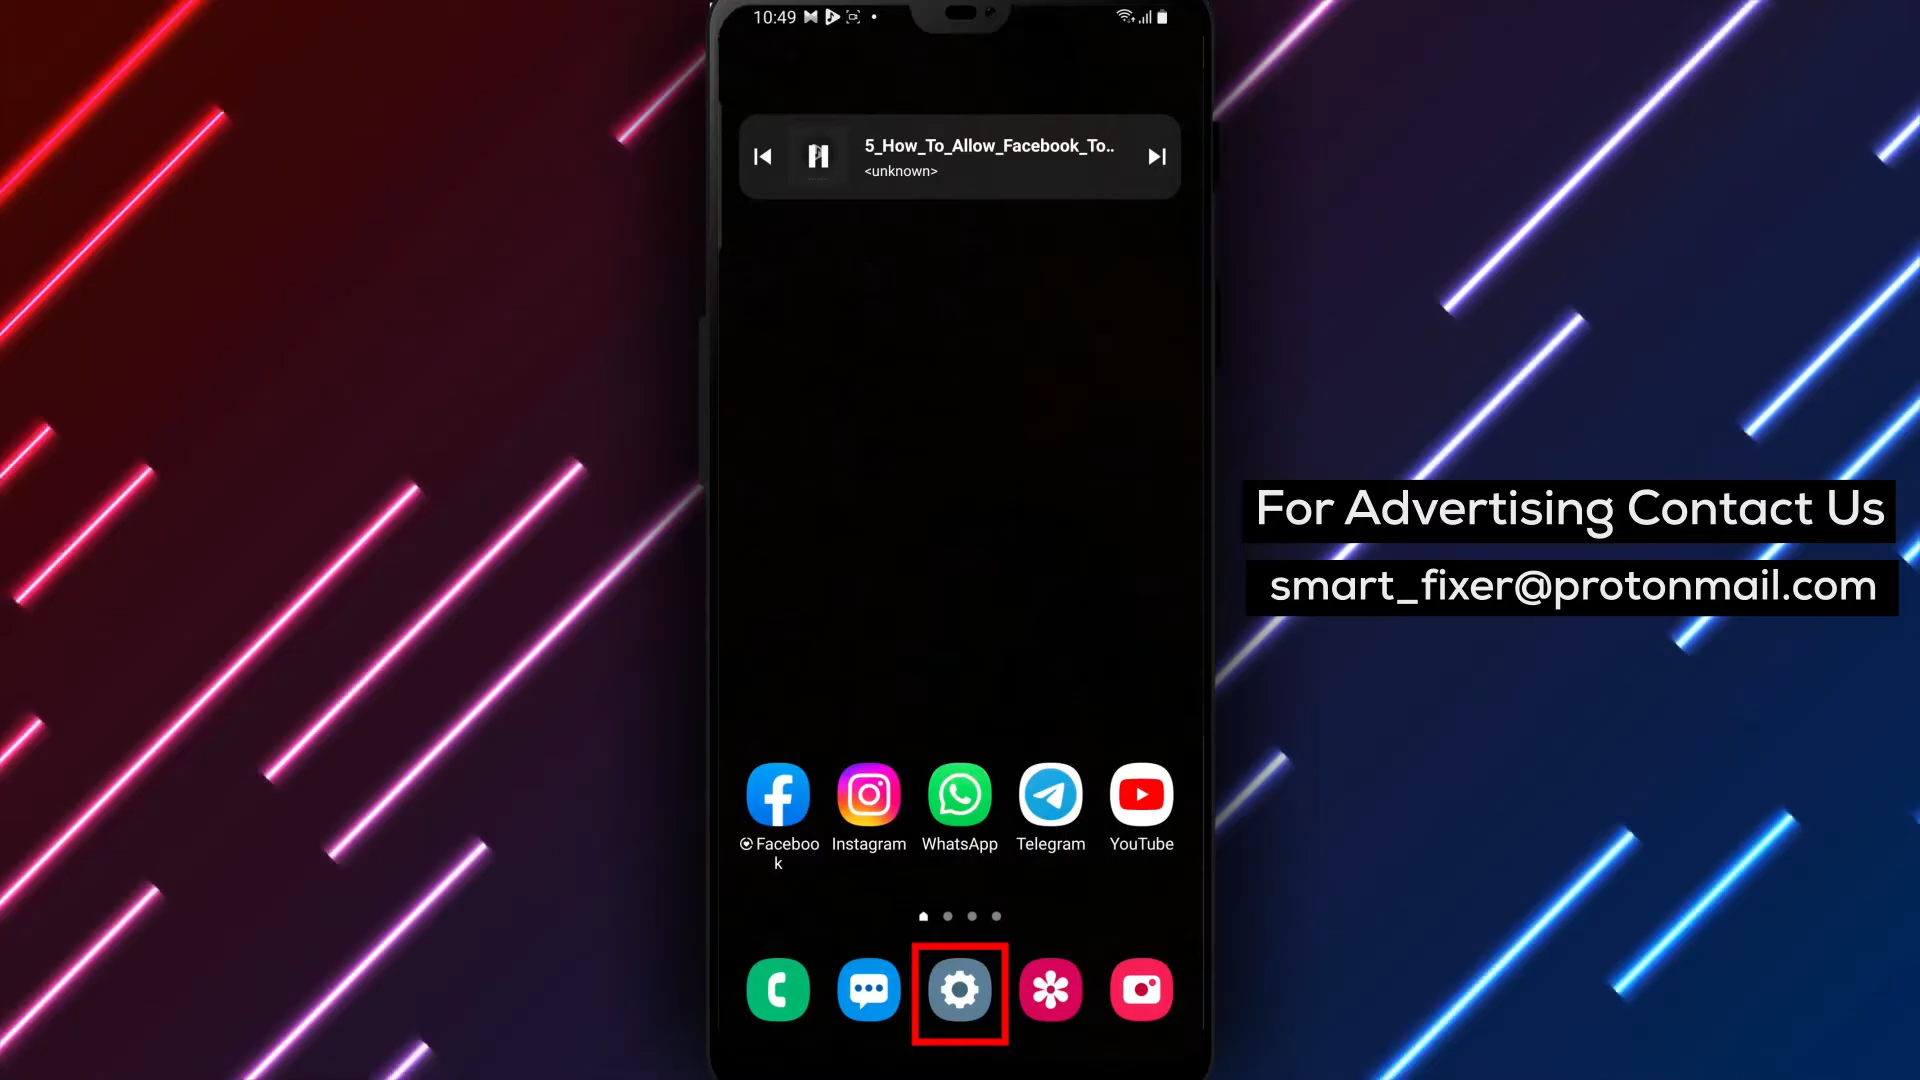 10:49
5_How_To_Allow_Facebook_To..
<unknown>
For Advertising Contact Us
smart_fixer@protonmail.com
Faceboo
k
Instagram
WhatsApp
Telegram
YouTube